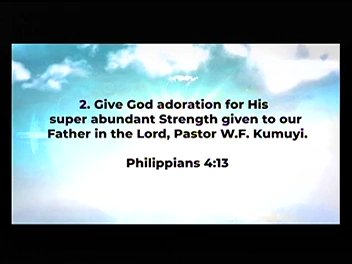 2. Give God adoration for His
super abundant Strength given to our
Father in the Lord, Pastor W.F. Kumuyi.
Philippians 4:13